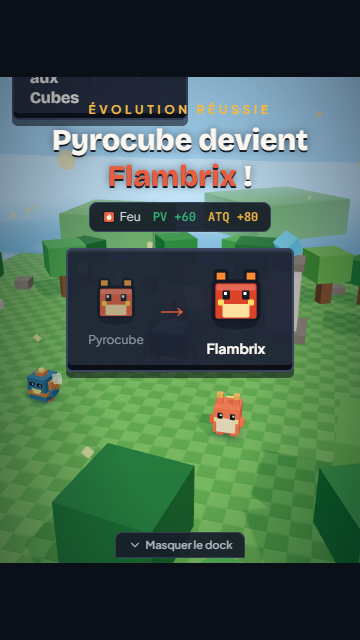 aux
Cubes
ÉVOLUTION RÉUSSIE
Pyrocube devient
Flambrix !
Feu PV +60 ATQ +80
Pyrocube → Flambrix
Masquer le dock